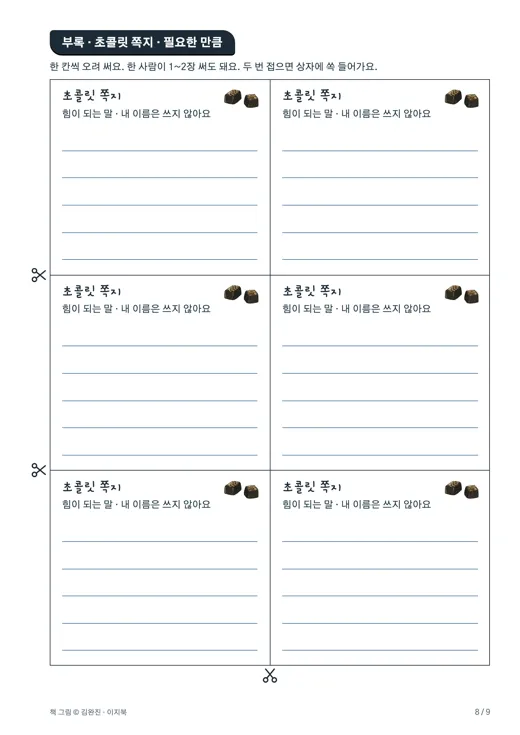 부록 · 초콜릿 쪽지 · 필요한 만큼
한 칸씩 오려 써요. 한 사람이 1~2장 써도 돼요. 두 번 접으면 상자에 쏙 들어가요.
초콜릿 쪽지
힘이 되는 말 · 내 이름은 쓰지 않아요
초콜릿 쪽지
힘이 되는 말 · 내 이름은 쓰지 않아요
초콜릿 쪽지
힘이 되는 말 · 내 이름은 쓰지 않아요
초콜릿 쪽지
힘이 되는 말 · 내 이름은 쓰지 않아요
초콜릿 쪽지
힘이 되는 말 · 내 이름은 쓰지 않아요
초콜릿 쪽지
힘이 되는 말 · 내 이름은 쓰지 않아요
책 그림 © 김완진 · 이지북
8 / 9